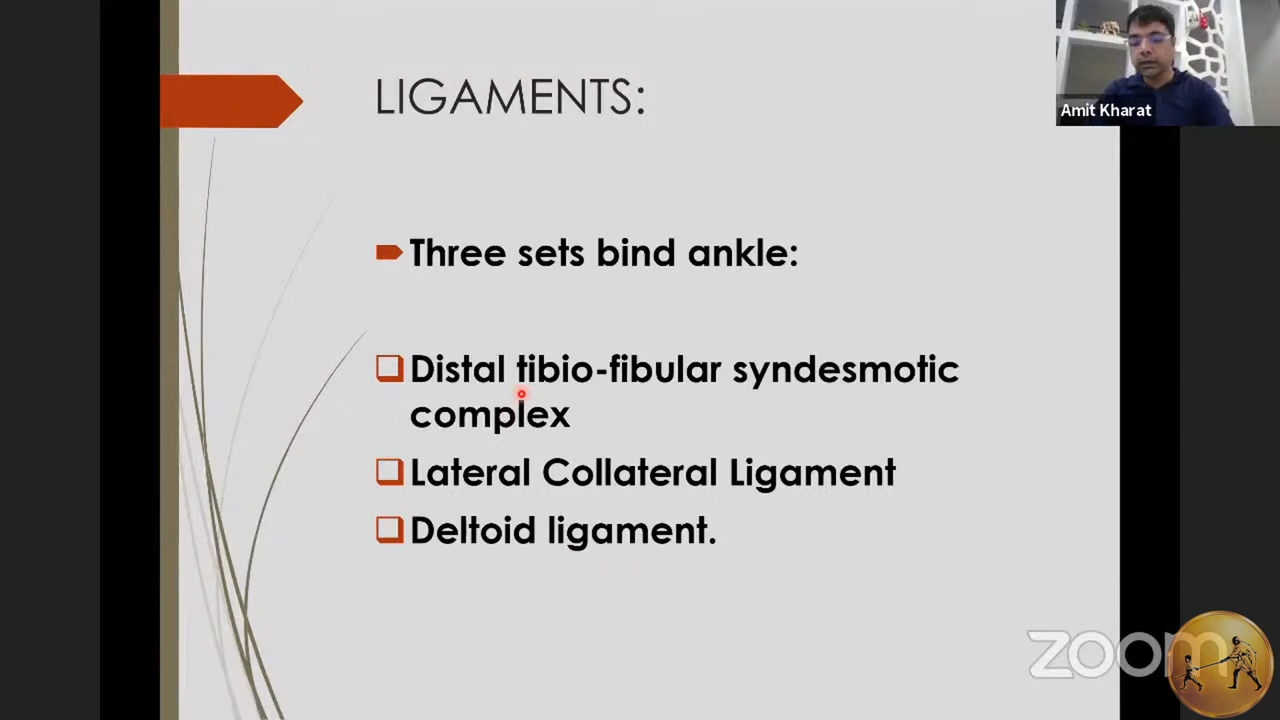 LIGAMENTS:
Amit Kharat
Three sets bind ankle:
Distal tibio-fibular syndesmotic
complex
Lateral Collateral Ligament
Deltoid ligament.
zoom